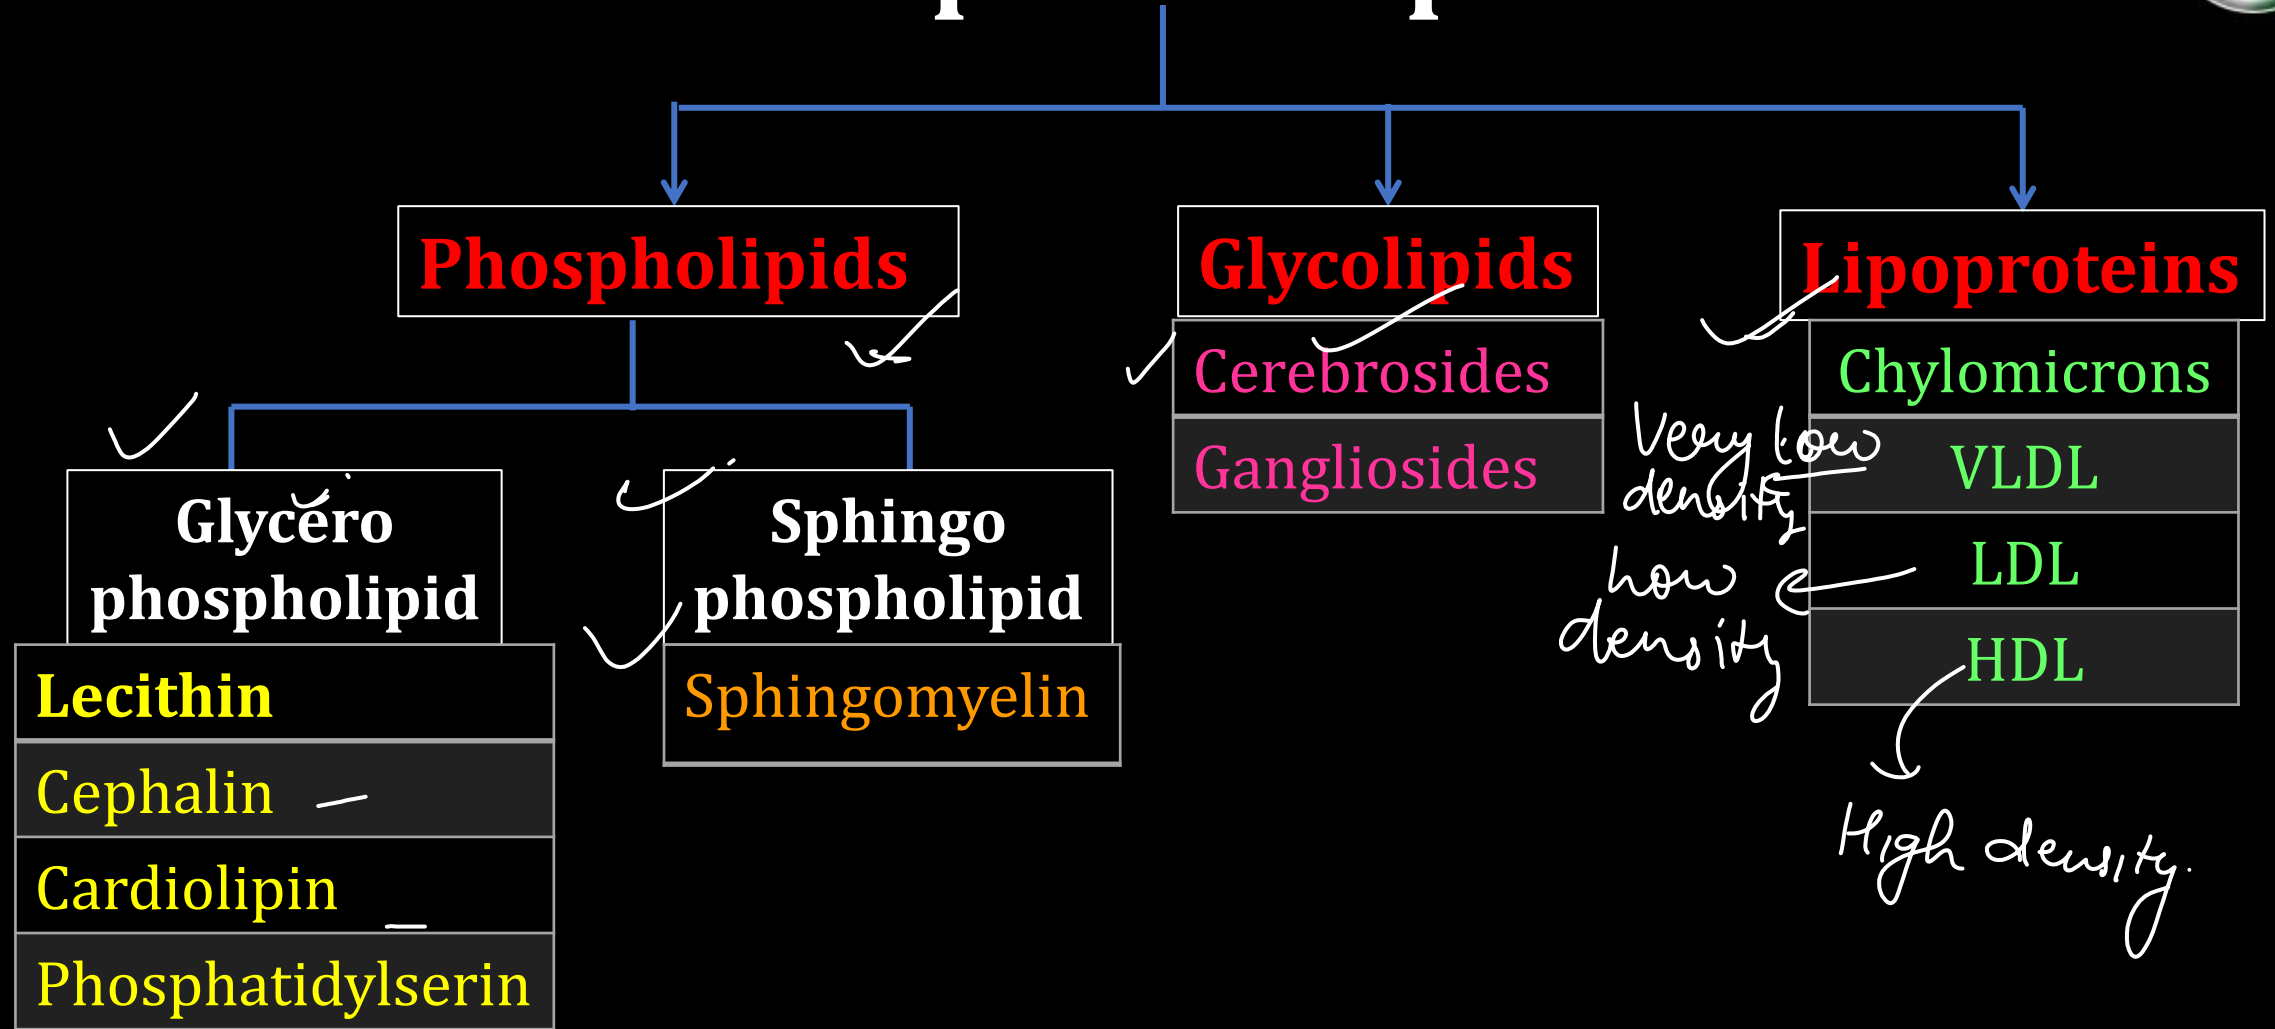 Phospholipids
Glycolipids
Lipoproteins
Cerebrosides
Gangliosides
Chylomicrons
VLDL
LDL
HDL
Very low
density
low
density
High density.
Glycero
phospholipid
Sphingo
phospholipid
Lecithin
Cephalin
Cardiolipin
Phosphatidylserin
Sphingomyelin